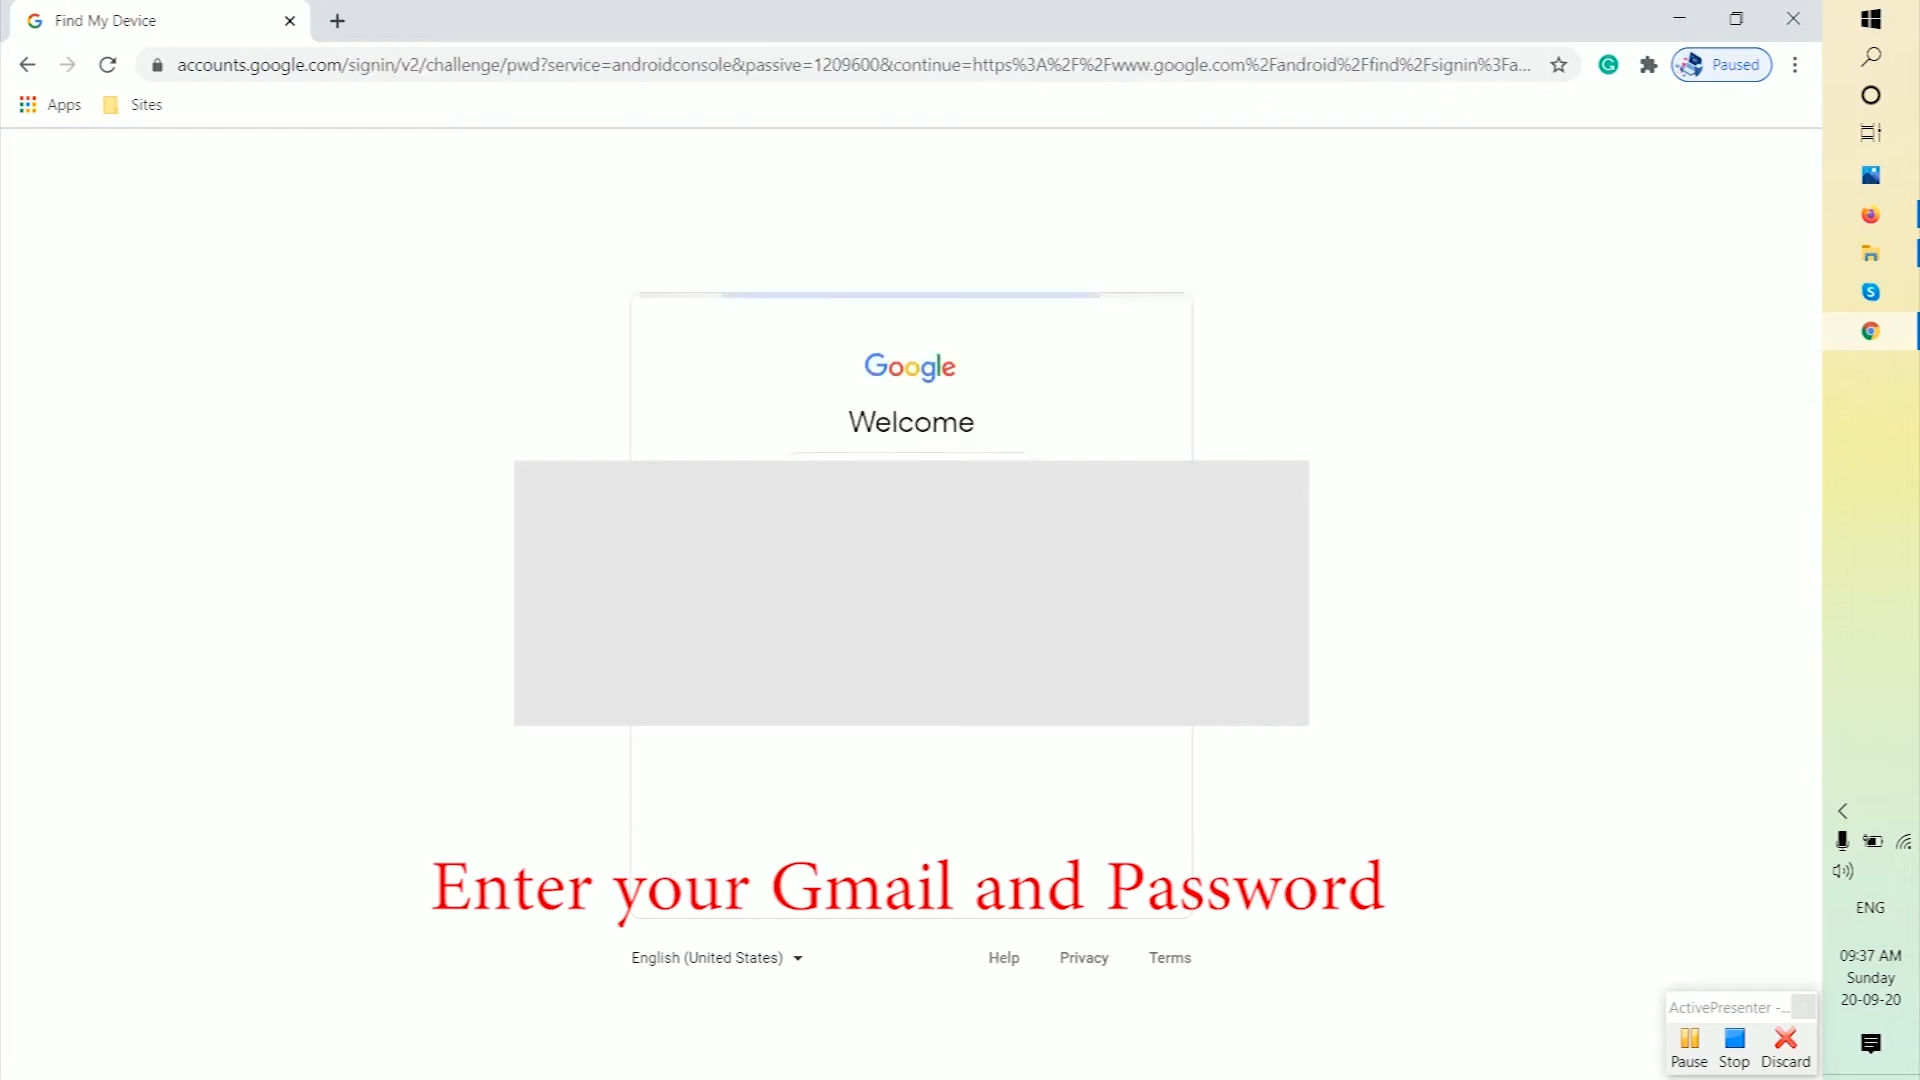 Find My Device
accounts.google.com/signin/v2/challenge/pwd?service=androidconsole&passive=1209600&continue=https%3A%2F%2Fwww.google.com%2Fandroid%2Ffind%2Fsignin%3Fa...
Paused
Apps
Sites
Google
Welcome
Enter your Gmail and Password
English (United States)
Help
Privacy
Terms
ENG
09:37 AM
Sunday
20-09-20
ActivePresenter -...
Pause
Stop
Discard